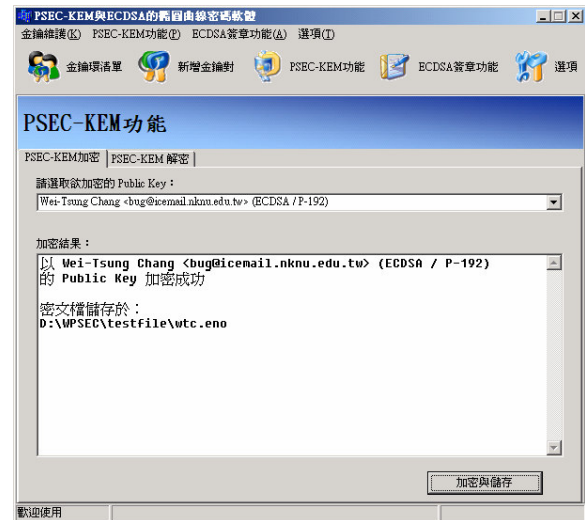 PSEC-KEM與ECDSA的橢圓曲線密碼軟體
金鑰維護(K) PSEC-KEM功能(P) ECDSA簽章功能(A) 選項(I)
金鑰環清單 新增金鑰對 PSEC-KEM功能 ECDSA簽章功能 選項
PSEC-KEM功能
PSEC-KEM加密 PSEC-KEM 解密
請選取欲加密的 Public Key：
Wei-Tsung Chang <bug@icemail.nknu.edu.tw> (ECDSA / P-192)
加密結果：
以 Wei-Tsung Chang <bug@icemail.nknu.edu.tw> (ECDSA / P-192)
的 Public Key 加密成功
密文檔儲存於：
D:\WPSEC\testfile\wtc.eno
加密與儲存
歡迎使用